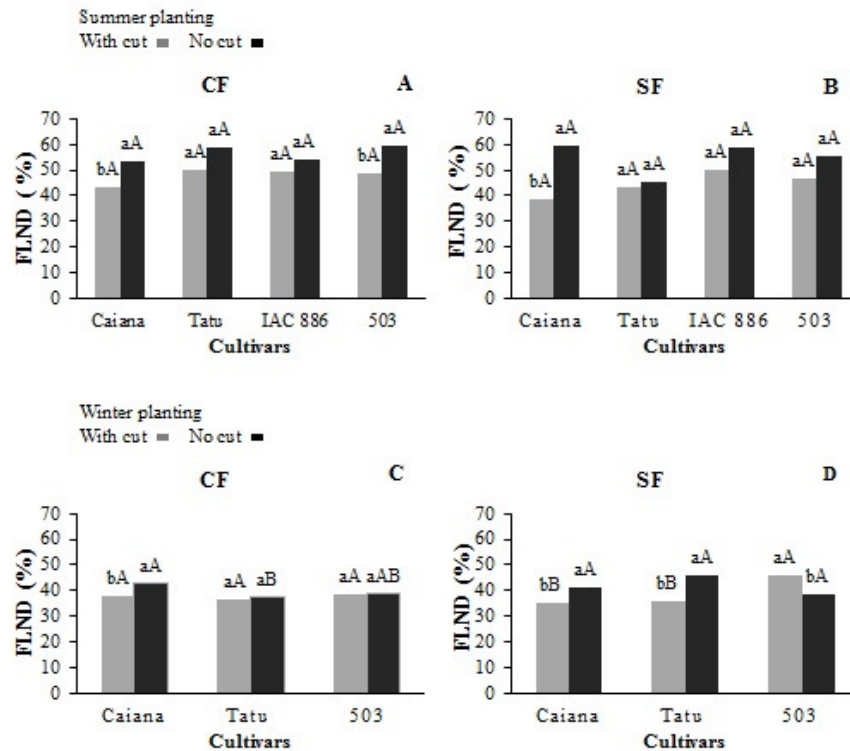 Summer planting
With cut No cut
CF A
FLND ( %)
70
60
50
40
30
20
10
0
bA aA aA aA aA aA bA aA
Caiana Tatu IAC 886 503
Cultivars
SF B
FLND ( %)
70
60
50
40
30
20
10
0
bA aA aA aA aA aA aA aA
Caiana Tatu IAC 886 503
Cultivars
Winter planting
With cut No cut
CF C
FLND (%)
70
60
50
40
30
20
10
0
bA aA aA aB aA aAB
Caiana Tatu 503
Cultivars
SF D
FLND (%)
70
60
50
40
30
20
10
0
bB aA bB aA aA bA
Caiana Tatu 503
Cultivars